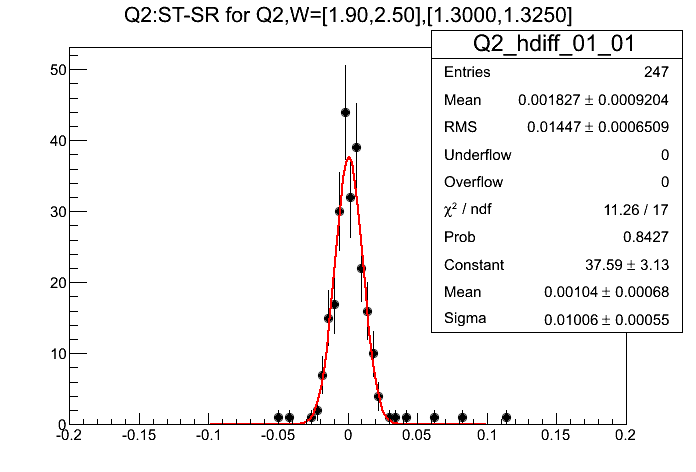 Q2:ST-SR for Q2,W=[1.90,2.50],[1.3000,1.3250]
Q2_hdiff_01_01
Entries 247
Mean 0.001827 ± 0.0009204
RMS 0.01447 ± 0.0006509
Underflow 0
Overflow 0
χ² / ndf 11.26 / 17
Prob 0.8427
Constant 37.59 ± 3.13
Mean 0.00104 ± 0.00068
Sigma 0.01006 ± 0.00055
50
40
30
20
10
0
-0.2 -0.15 -0.1 -0.05 0 0.05 0.1 0.15 0.2